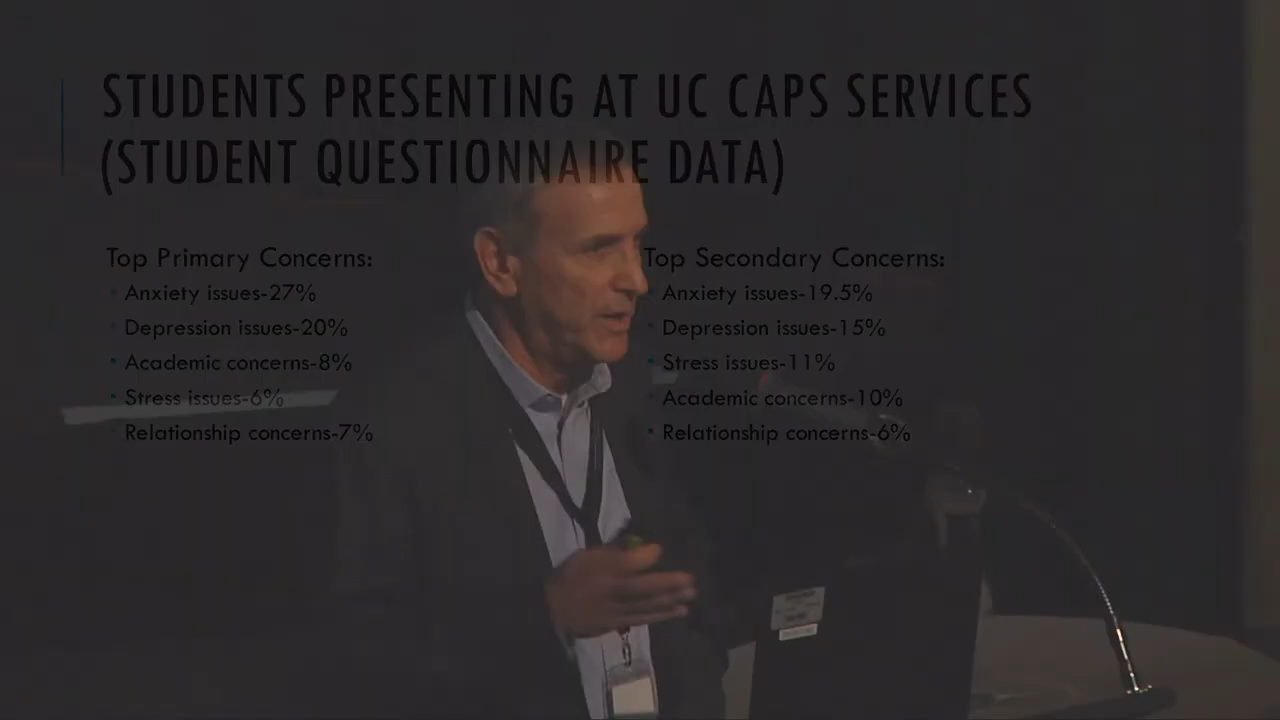 STUDENTS PRESENTING AT UC CAPS SERVICES
(STUDENT QUESTIONNAIRE DATA)
Top Primary Concerns:
Anxiety issues-27%
Depression issues-20%
Academic concerns-8%
Stress issues-6%
Relationship concerns-7%
Top Secondary Concerns:
Anxiety issues-19.5%
Depression issues-15%
Stress issues-11%
Academic concerns-10%
Relationship concerns-6%